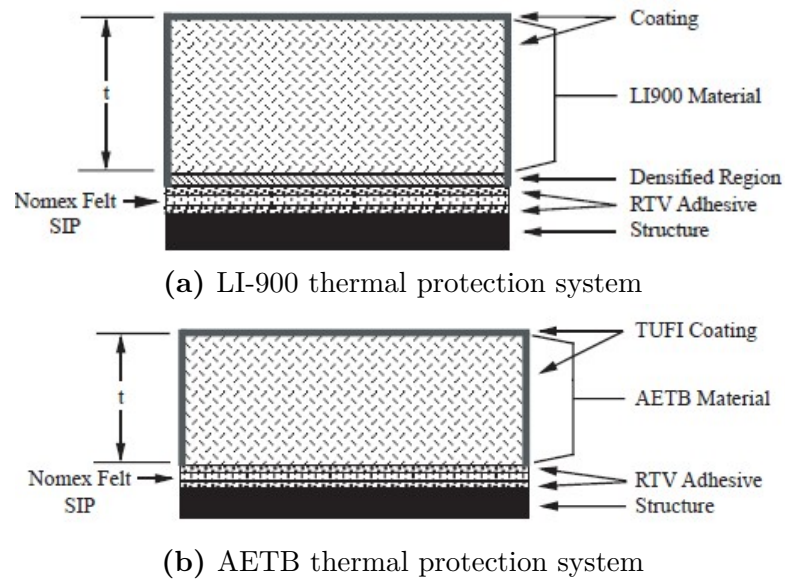 Coating
t
LI900 Material
Densified Region
Nomex Felt
SIP
RTV Adhesive
Structure
(a) LI-900 thermal protection system
TUFI Coating
t
AETB Material
Nomex Felt
SIP
RTV Adhesive
Structure
(b) AETB thermal protection system